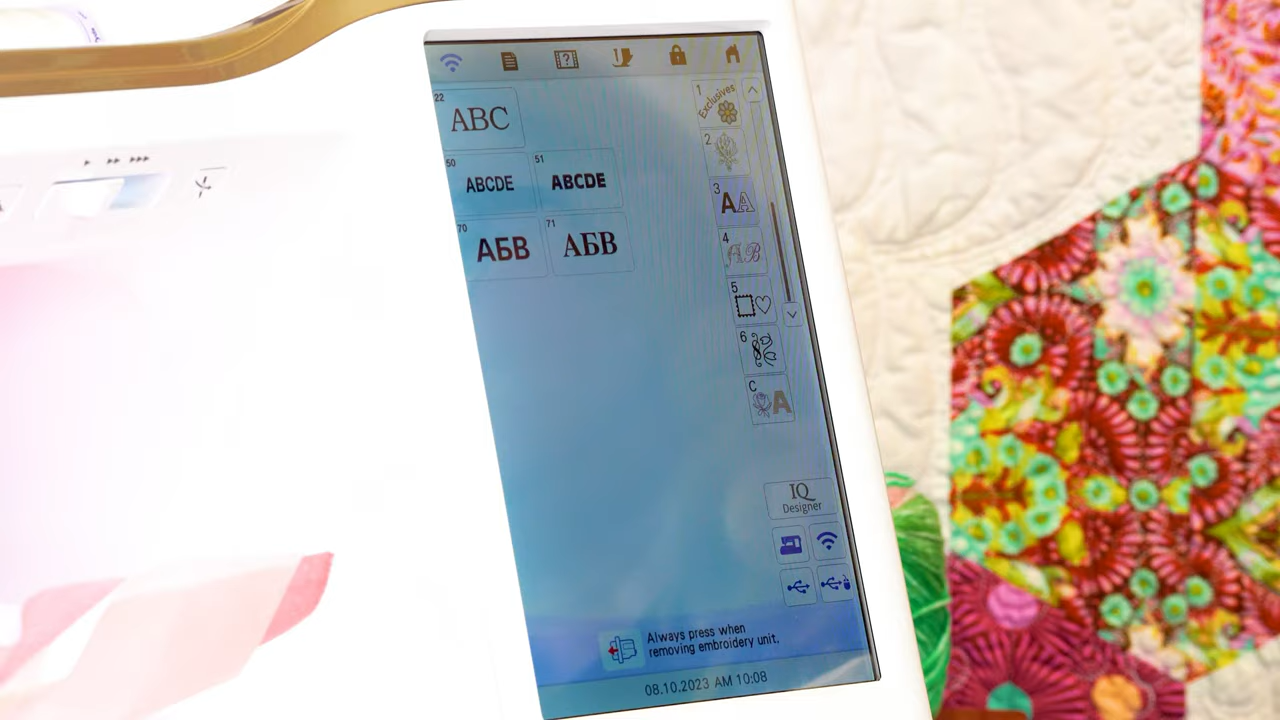 22
ABC
50
ABCDE
51
ABCDE
70
АБВ
71
АБВ
1
Exclusives
2
3
AA
4
AB
5
6
C
A
IQ
Designer
Always press when
removing embroidery unit.
08.10.2023 AM 10:08